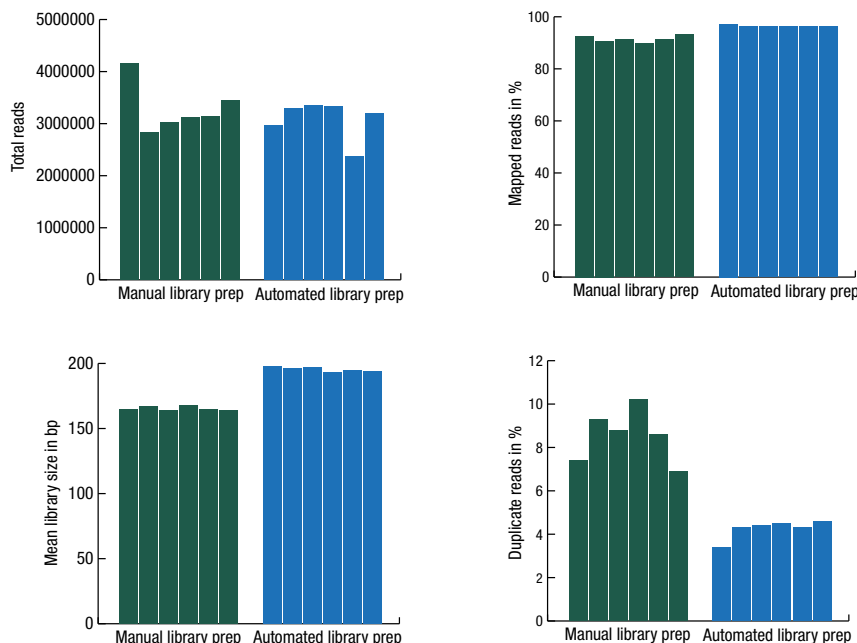 Total reads
5000000
4000000
3000000
2000000
1000000
0
Manual library prep
Automated library prep
Mapped reads in %
100
80
60
40
20
0
Manual library prep
Automated library prep
Mean library size in bp
200
150
100
50
0
Manual library prep
Automated library prep
Duplicate reads in %
12
10
8
6
4
2
0
Manual library prep
Automated library prep